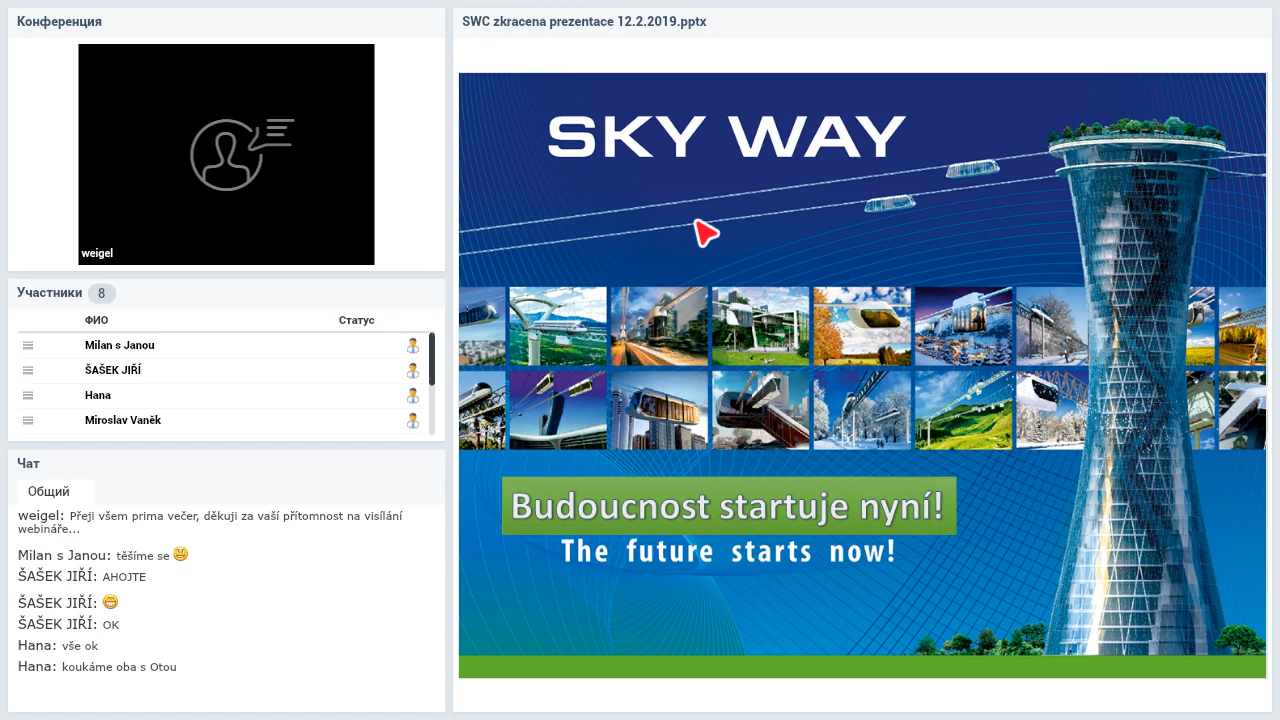 Конференция
weigel
Участники 8
ФИО Статус
Milan s Janou
ŠAŠEK JIŘÍ
Hana
Miroslav Vaněk
Чат
Общий
weigel: Přeji všem prima večer, děkuji za vaší přítomnost na visílání
webináře...
Milan s Janou: těšíme se
ŠAŠEK JIŘÍ: AHOJTE
ŠAŠEK JIŘÍ:
ŠAŠEK JIŘÍ: OK
Hana: vše ok
Hana: koukáme oba s Otou
SWC zkracena prezentace 12.2.2019.pptx
SKY WAY
Budoucnost startuje nyní!
The future starts now!